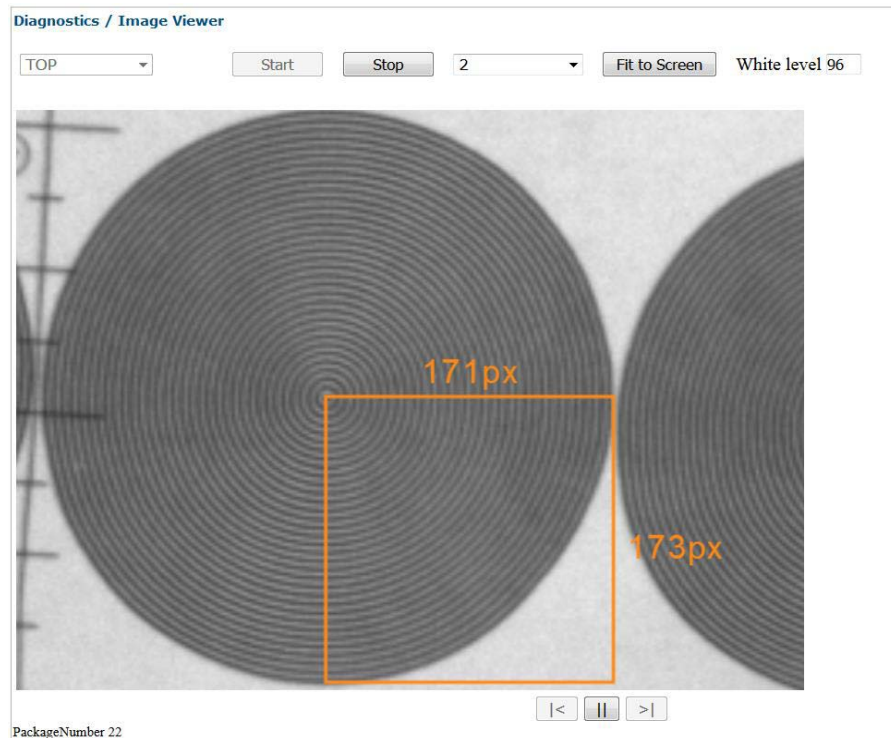 Diagnostics / Image Viewer
TOP Start Stop 2 Fit to Screen White level 96
171px
173px
|< || >|
PackageNumber 22